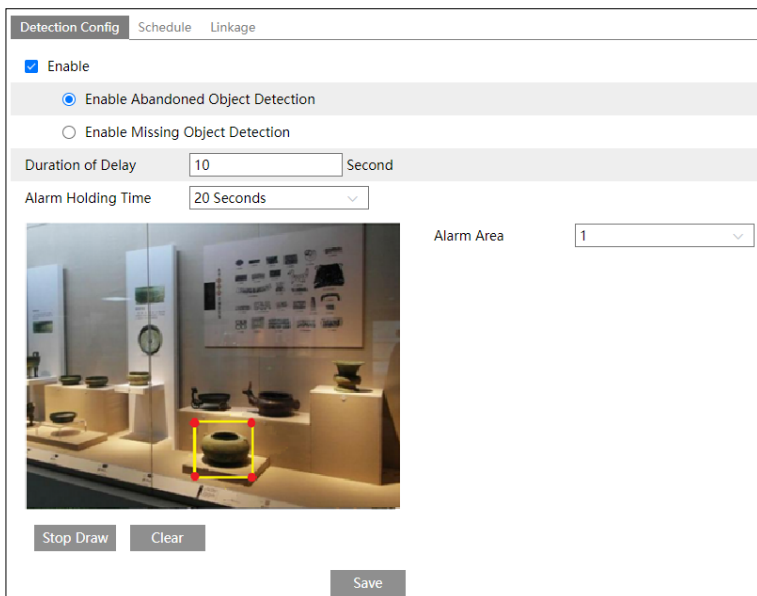 Detection Config Schedule Linkage
Enable
Enable Abandoned Object Detection
Enable Missing Object Detection
Duration of Delay 10 Second
Alarm Holding Time 20 Seconds
Alarm Area 1
Stop Draw Clear
Save